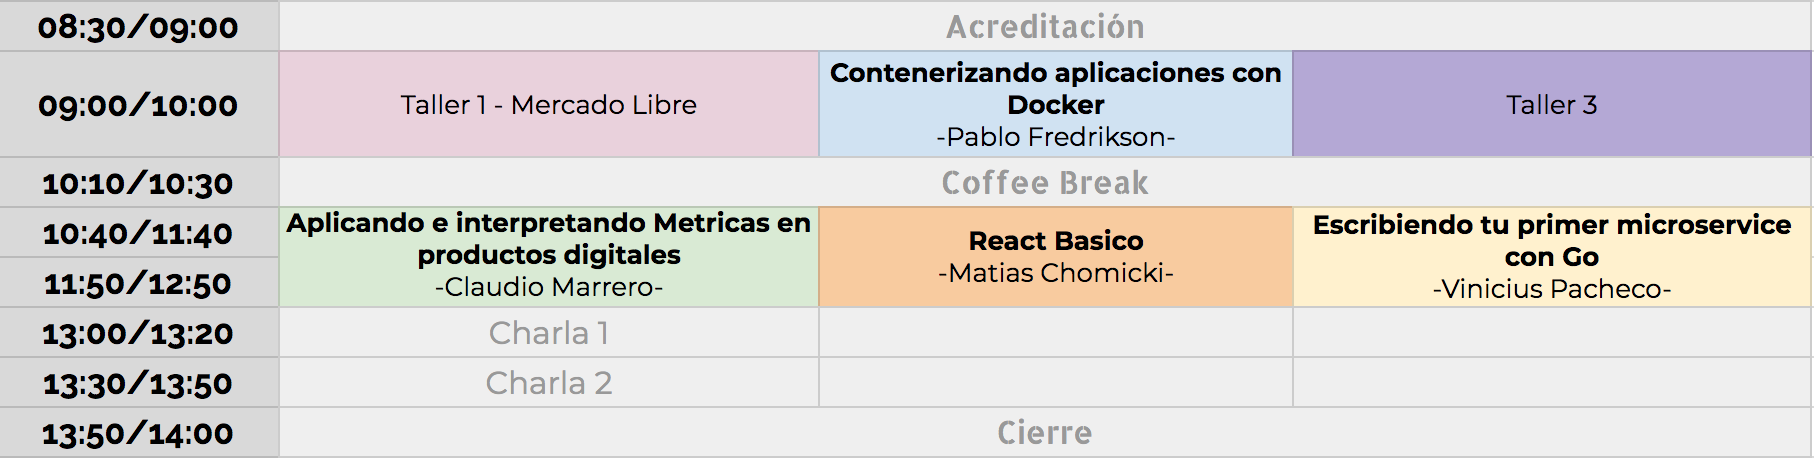 08:30/09:00
Acreditación
09:00/10:00
Taller 1 - Mercado Libre
Contenerizando aplicaciones con
Docker
-Pablo Fredrikson-
Taller 3
10:10/10:30
Coffee Break
10:40/11:40
11:50/12:50
Aplicando e interpretando Metricas en
productos digitales
-Claudio Marrero-
React Basico
-Matias Chomicki-
Escribiendo tu primer microservice
con Go
-Vinicius Pacheco-
13:00/13:20
Charla 1
13:30/13:50
Charla 2
13:50/14:00
Cierre